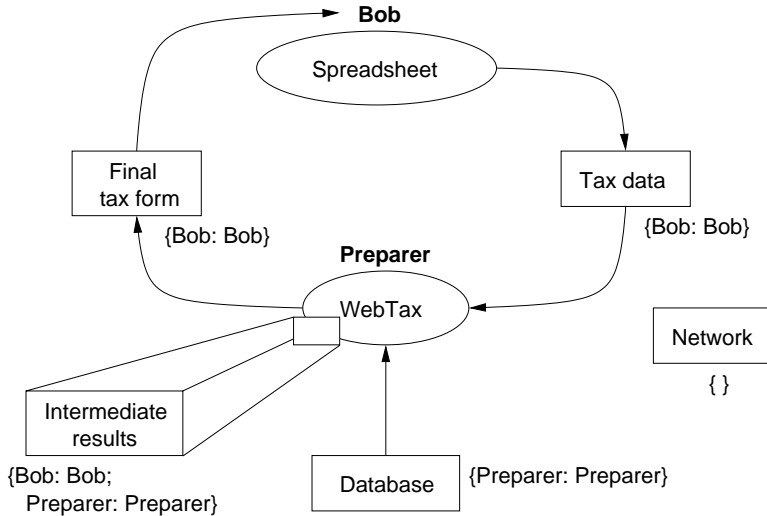 Bob
Spreadsheet
Final
tax form
Tax data
{Bob: Bob}
{Bob: Bob}
Preparer
WebTax
Network
{ }
Intermediate
results
{Bob: Bob;
Preparer: Preparer}
Database
{Preparer: Preparer}